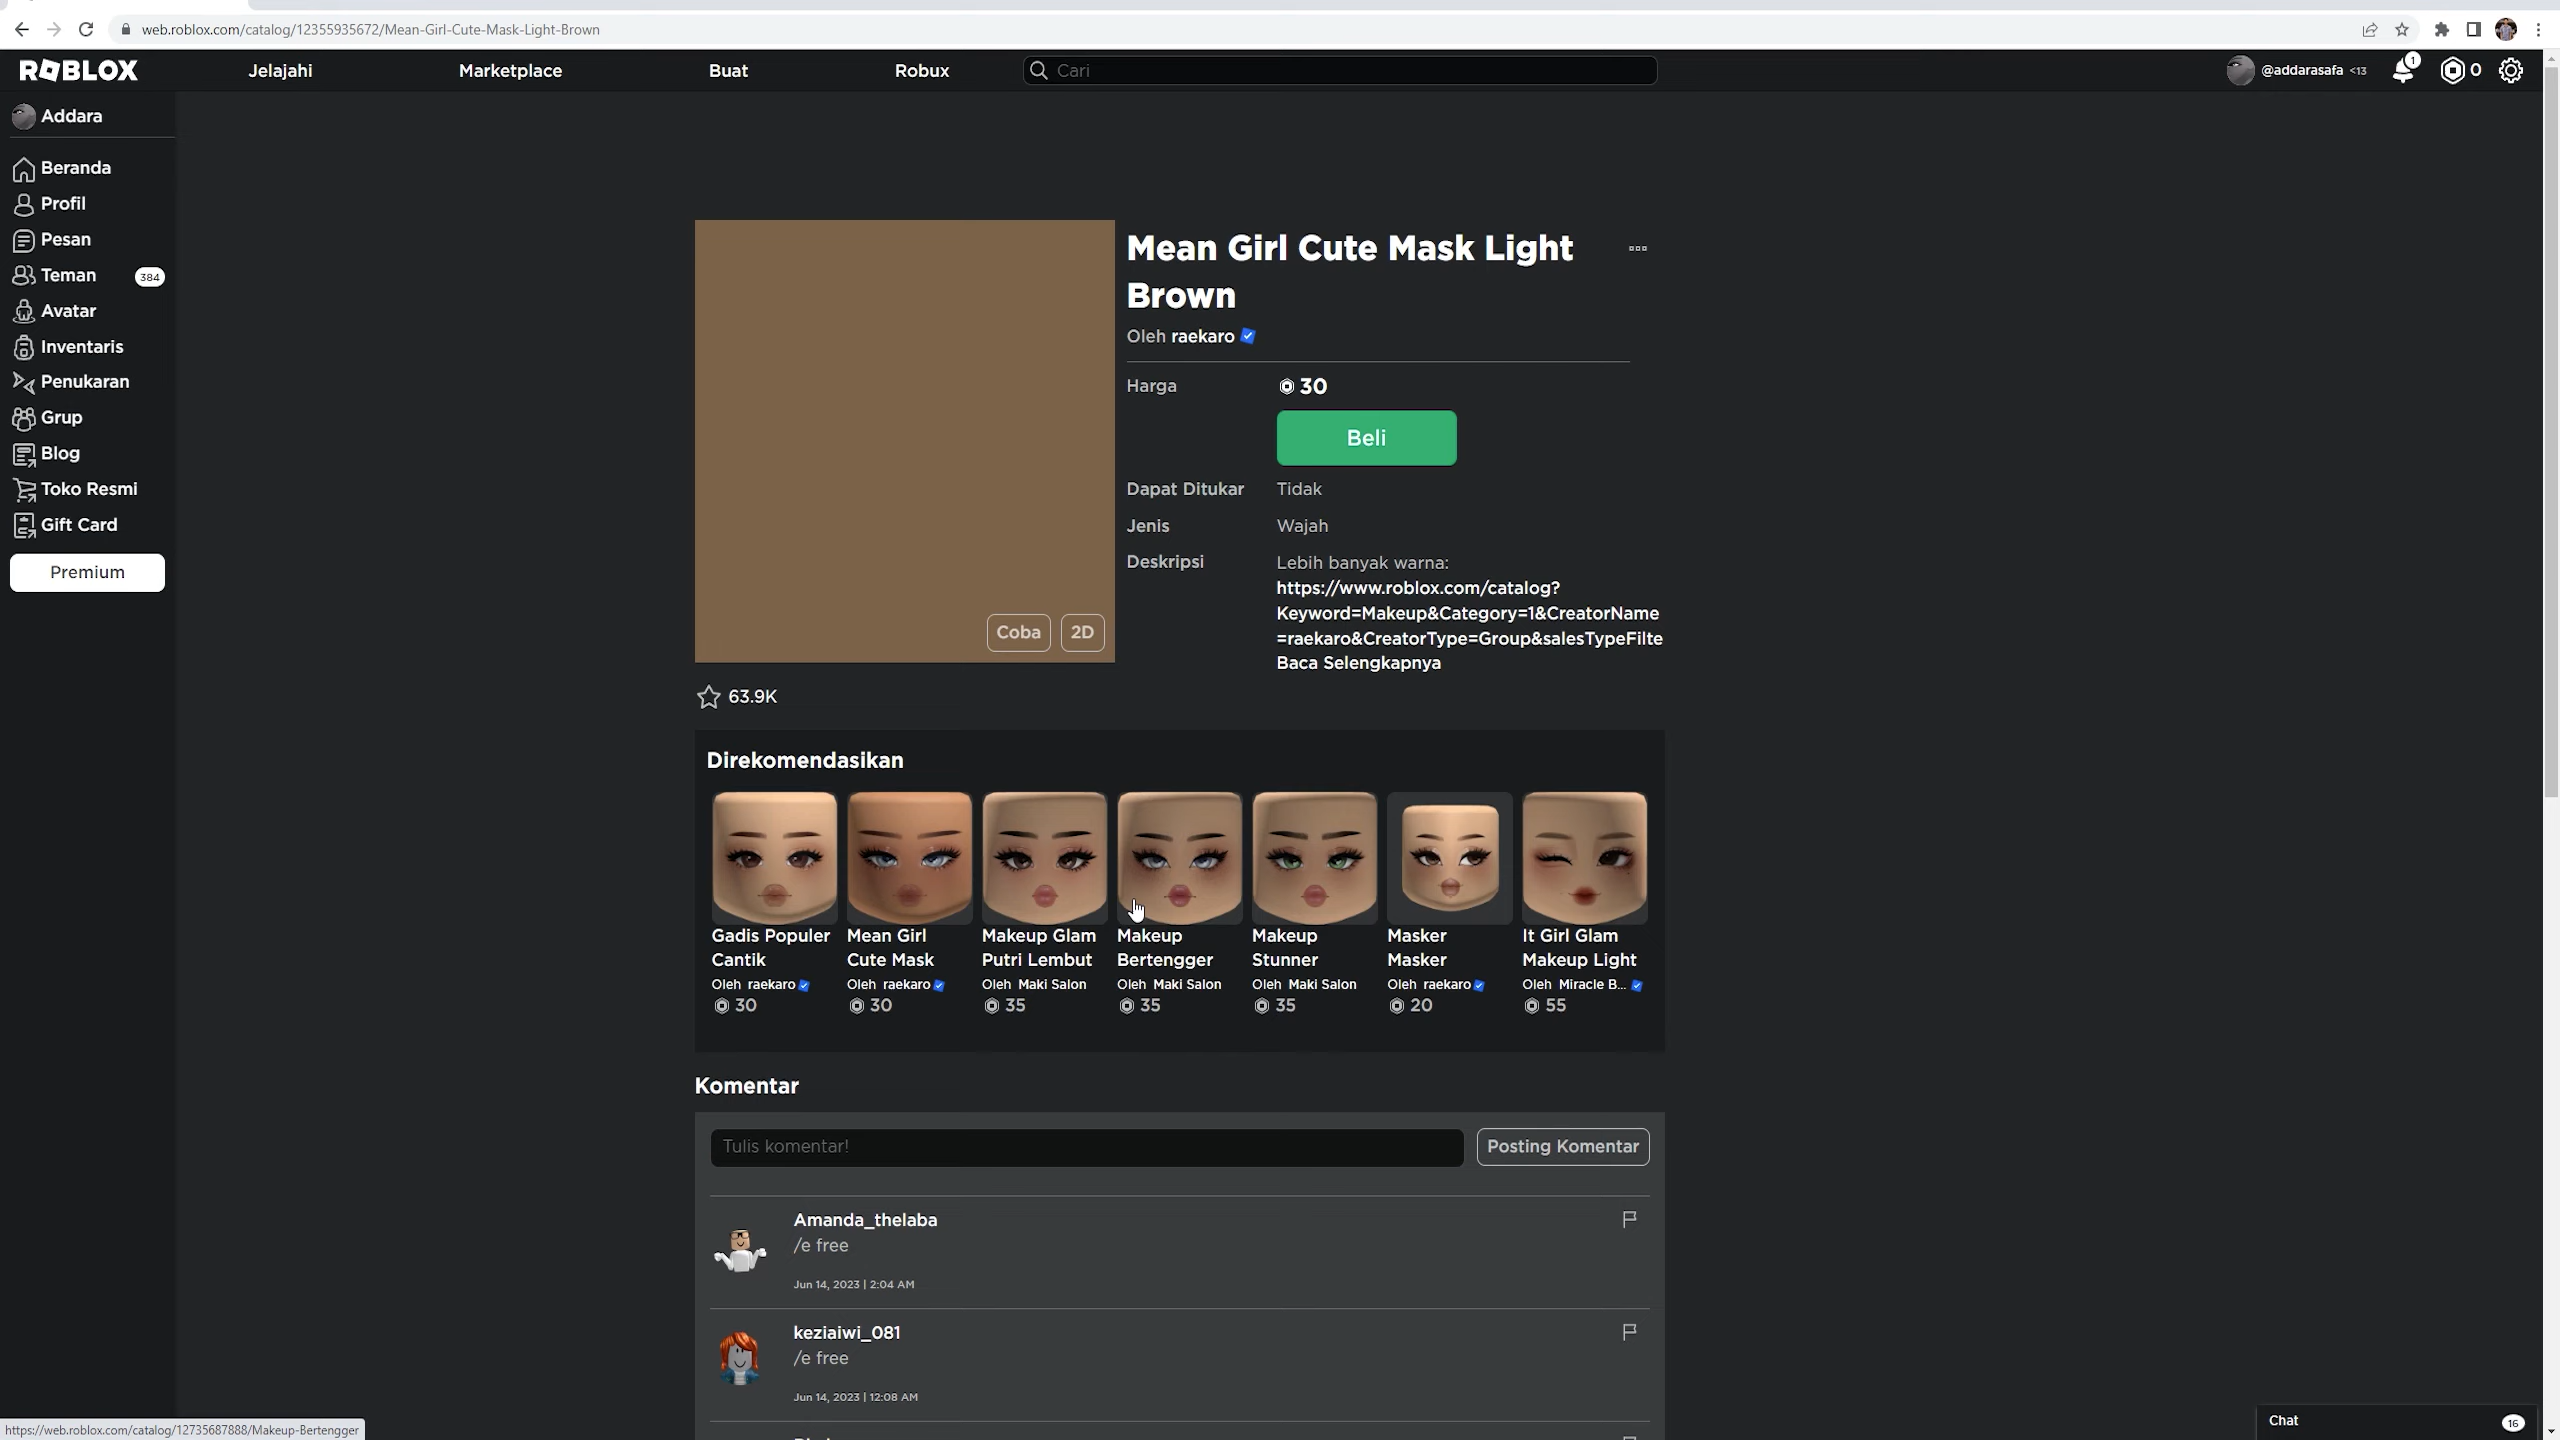 web.roblox.com/catalog/12355935672/Mean-Girl-Cute-Mask-Light-Brown
ROBLOX
Jelajahi
Marketplace
Buat
Robux
Cari
@addarasafa <13
1
0
Addara
Beranda
Profil
Pesan
Teman
384
Avatar
Inventaris
Penukaran
Grup
Blog
Toko Resmi
Gift Card
Premium
Coba
2D
Mean Girl Cute Mask Light
Brown
Oleh raekaro
Harga
30
Beli
Dapat Ditukar
Tidak
Jenis
Wajah
Deskripsi
Lebih banyak warna:
https://www.roblox.com/catalog?
Keyword=Makeup&Category=1&CreatorName
=raekaro&CreatorType=Group&salesTypeFilte
Baca Selengkapnya
63.9K
Direkomendasikan
Gadis Populer
Cantik
Oleh raekaro
30
Mean Girl
Cute Mask
Oleh raekaro
30
Makeup Glam
Putri Lembut
Oleh Maki Salon
35
Makeup
Bertengger
Oleh Maki Salon
35
Makeup
Stunner
Oleh Maki Salon
35
Masker
Masker
Oleh raekaro
20
It Girl Glam
Makeup Light
Oleh Miracle B...
55
Komentar
Tulis komentar!
Posting Komentar
Amanda_thelaba
/e free
Jun 14, 2023 | 2:04 AM
keziaiwi_081
/e free
Jun 14, 2023 | 12:08 AM
https://web.roblox.com/catalog/12735687888/Makeup-Bertengger
Chat
16